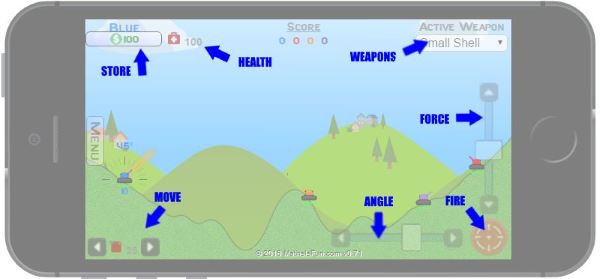 BLUE
$100
100
SCORE
0 0 0 0
ACTIVE WEAPON
Small Shell
STORE
HEALTH
WEAPONS
FORCE
MENU
45°
MOVE
ANGLE
FIRE
25